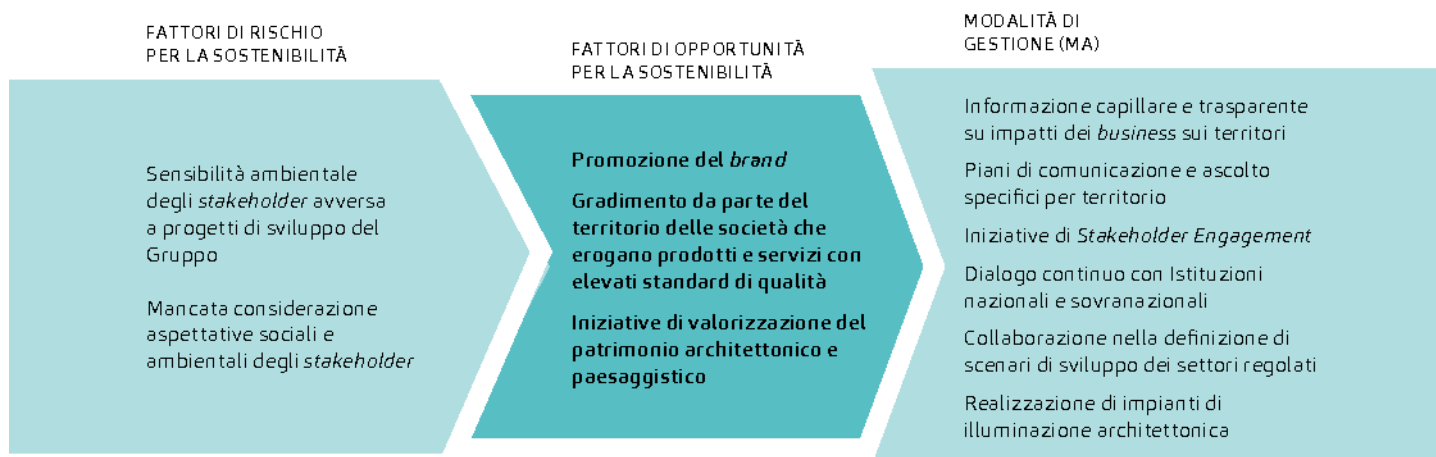 FATTORI DI RISCHIO
PER LA SOSTENIBILITÀ
Sensibilità ambientale
degli stakeholder avversa
a progetti di sviluppo del
Gruppo
Mancata considerazione
aspettative sociali e
ambientali degli stakeholder
FATTORI DI OPPORTUNITÀ
PER LA SOSTENIBILITÀ
Promozione del brand
Gradimento da parte del
territorio delle società che
erogano prodotti e servizi con
elevati standard di qualità
Iniziative di valorizzazione del
patrimonio architettonico e
paesaggistico
MODALITÀ DI
GESTIONE (MA)
Informazione capillare e trasparente
su impatti dei business sui territori
Piani di comunicazione e ascolto
specifici per territorio
Iniziative di Stakeholder Engagement
Dialogo continuo con Istituzioni
nazionali e sovranazionali
Collaborazione nella definizione di
scenari di sviluppo dei settori regolati
Realizzazione di impianti di
illuminazione architettonica